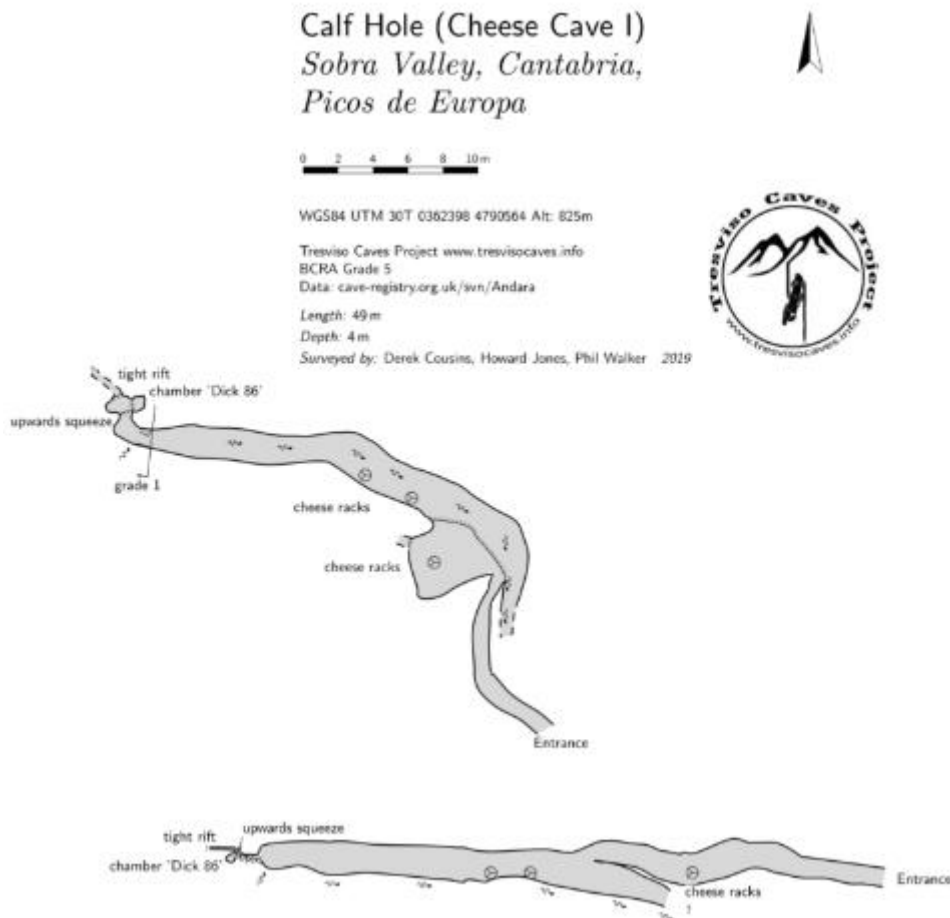 Calf Hole (Cheese Cave I)
Sobra Valley, Cantabria,
Picos de Europa
0 2 4 6 8 10m
WGS84 UTM 30T 0362398 4790564 Alt: 825m
Tresviso Caves Project www.tresvisocaves.info
BCRA Grade 5
Data: cave-registry.org.uk/svn/Andara
Length: 49m
Depth: 4m
Surveyed by: Derek Cousins, Howard Jones, Phil Walker 2019
Tresviso Caves Project
www.tresvisocaves.info
tight rift
chamber 'Dick 86'
upwards squeeze
grade 1
cheese racks
cheese racks
Entrance
upwards squeeze
tight rift
chamber 'Dick 86'
Entrance
cheese racks